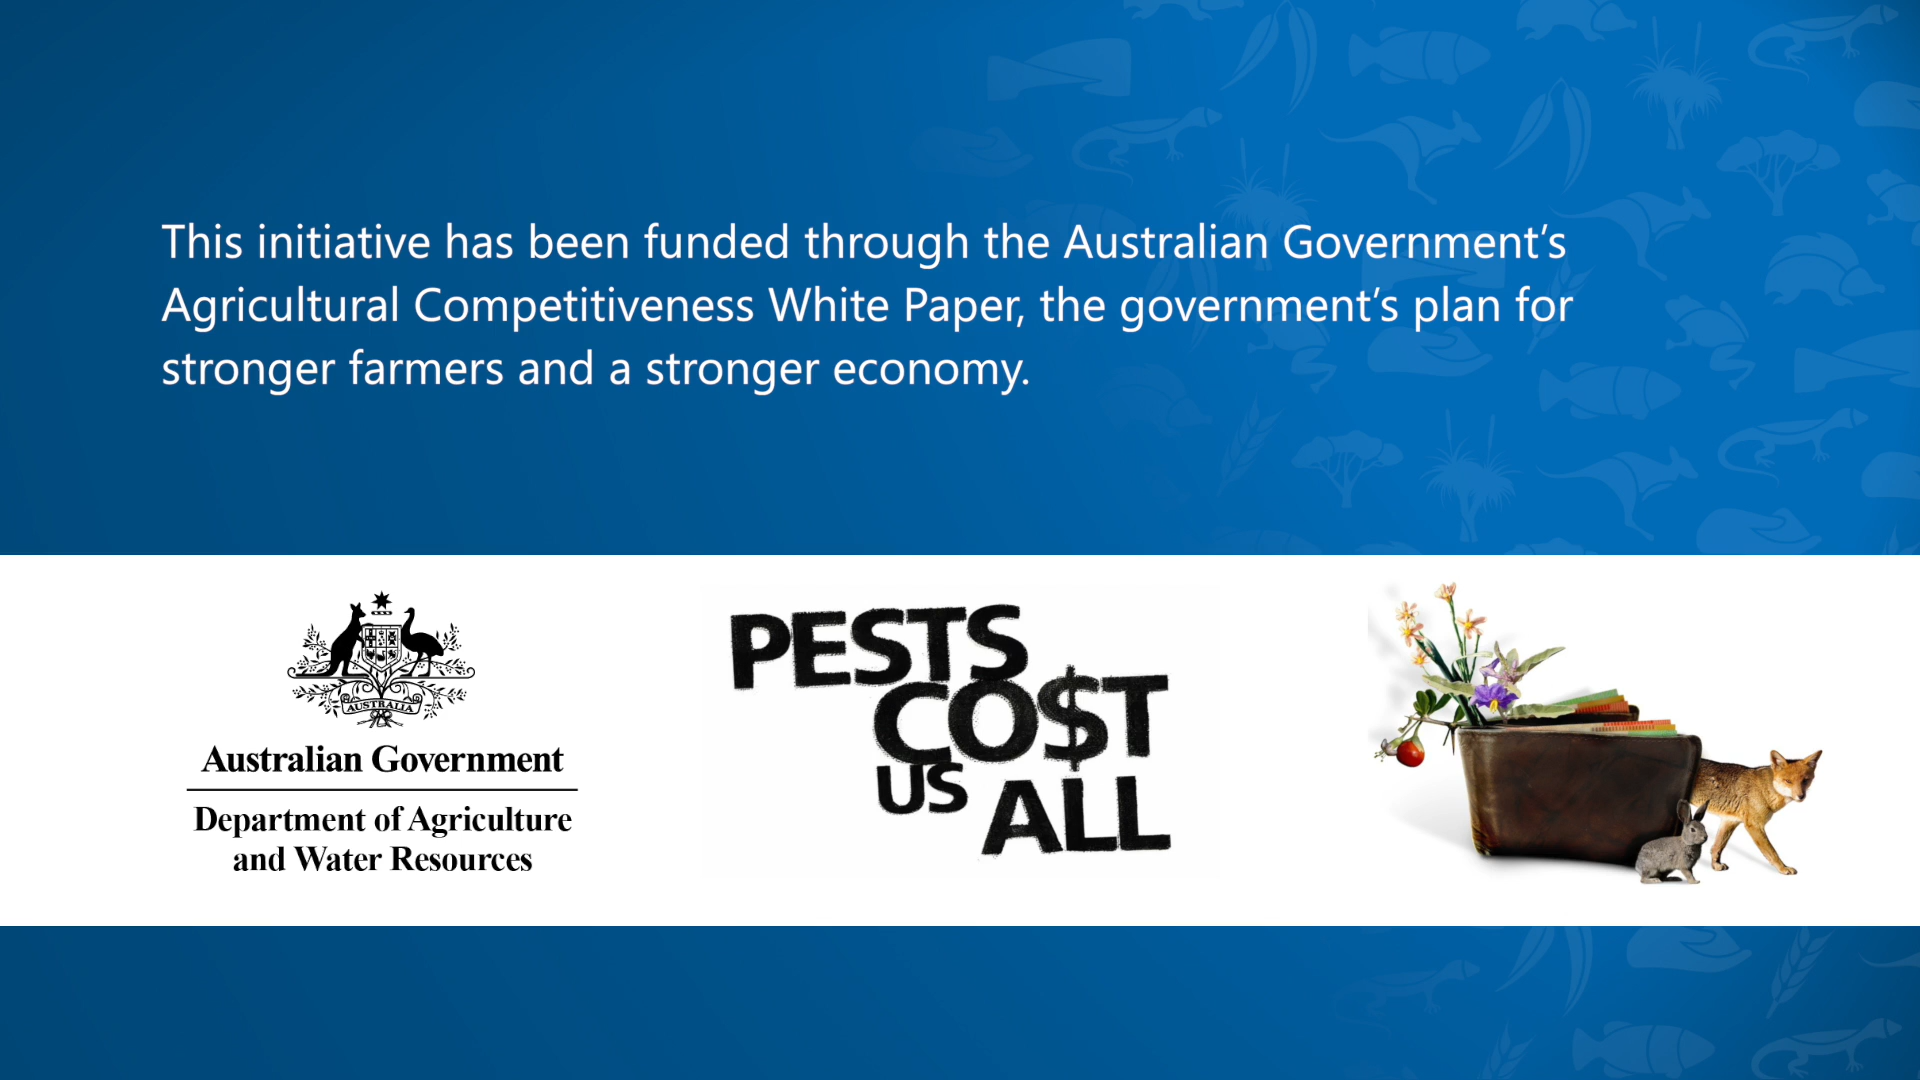 This initiative has been funded through the Australian Government’s
Agricultural Competitiveness White Paper, the government’s plan for
stronger farmers and a stronger economy.
AUSTRALIA
Australian Government
Department of Agriculture
and Water Resources
PESTS
CO$T
US ALL